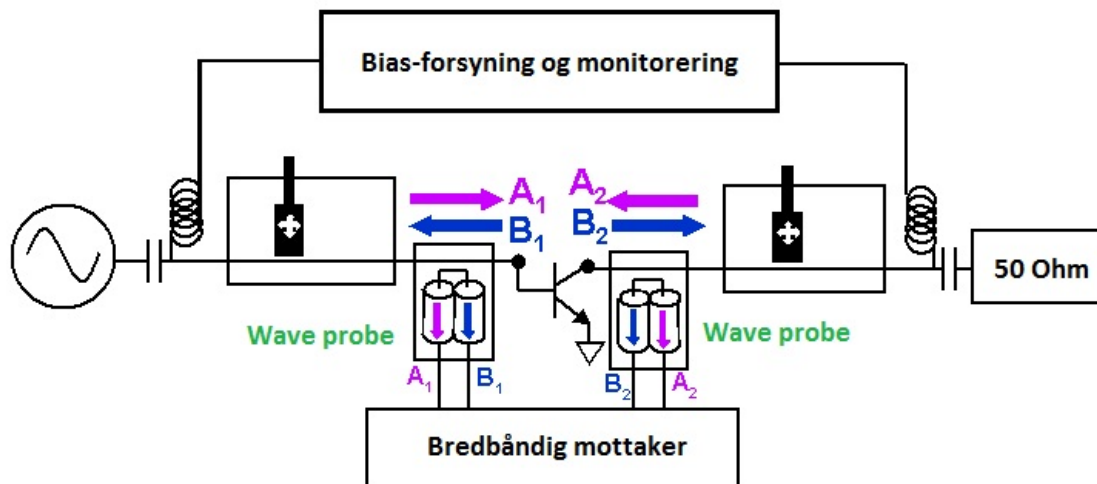 Bias-forsyning og monitorering
A₁
A₂
B₁
B₂
50 Ohm
Wave probe
Wave probe
A₁
B₁
B₂
A₂
Bredbåndig mottaker